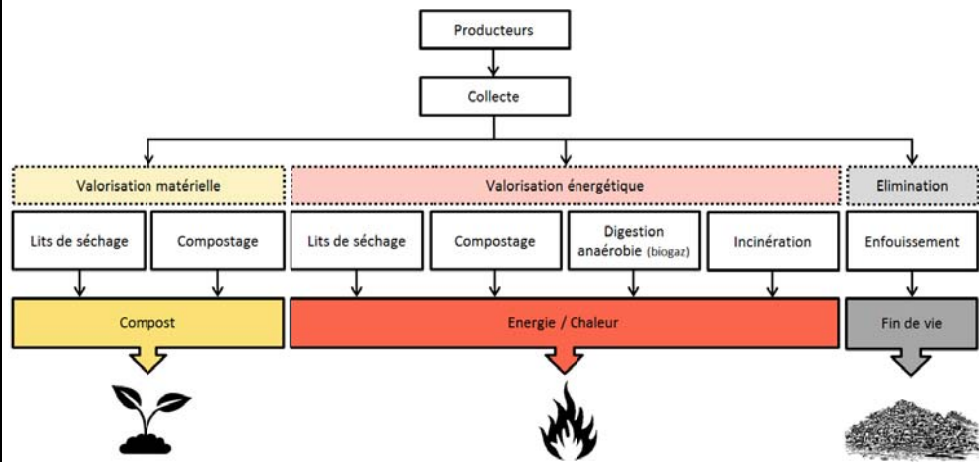 Producteurs
Collecte
Valorisation matérielle
Valorisation énergétique
Elimination
Lits de séchage
Compostage
Lits de séchage
Compostage
Digestion
anaérobie (biogaz)
Incinération
Enfouissement
Compost
Energie / Chaleur
Fin de vie